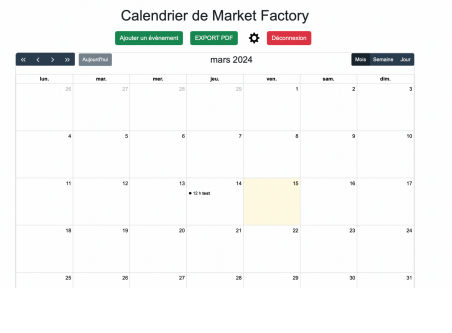 Calendrier de Market Factory
Ajouter un évènement EXPORT PDF Déconnexion
« ‹ › » Aujourd'hui mars 2024 Mois Semaine Jour
lun. mar. mer. jeu. ven. sam. dim.
26 27 28 29 1 2 3
4 5 6 7 8 9 10
11 12 13 14 15 16 17
12 h test
18 19 20 21 22 23 24
25 26 27 28 29 30 31